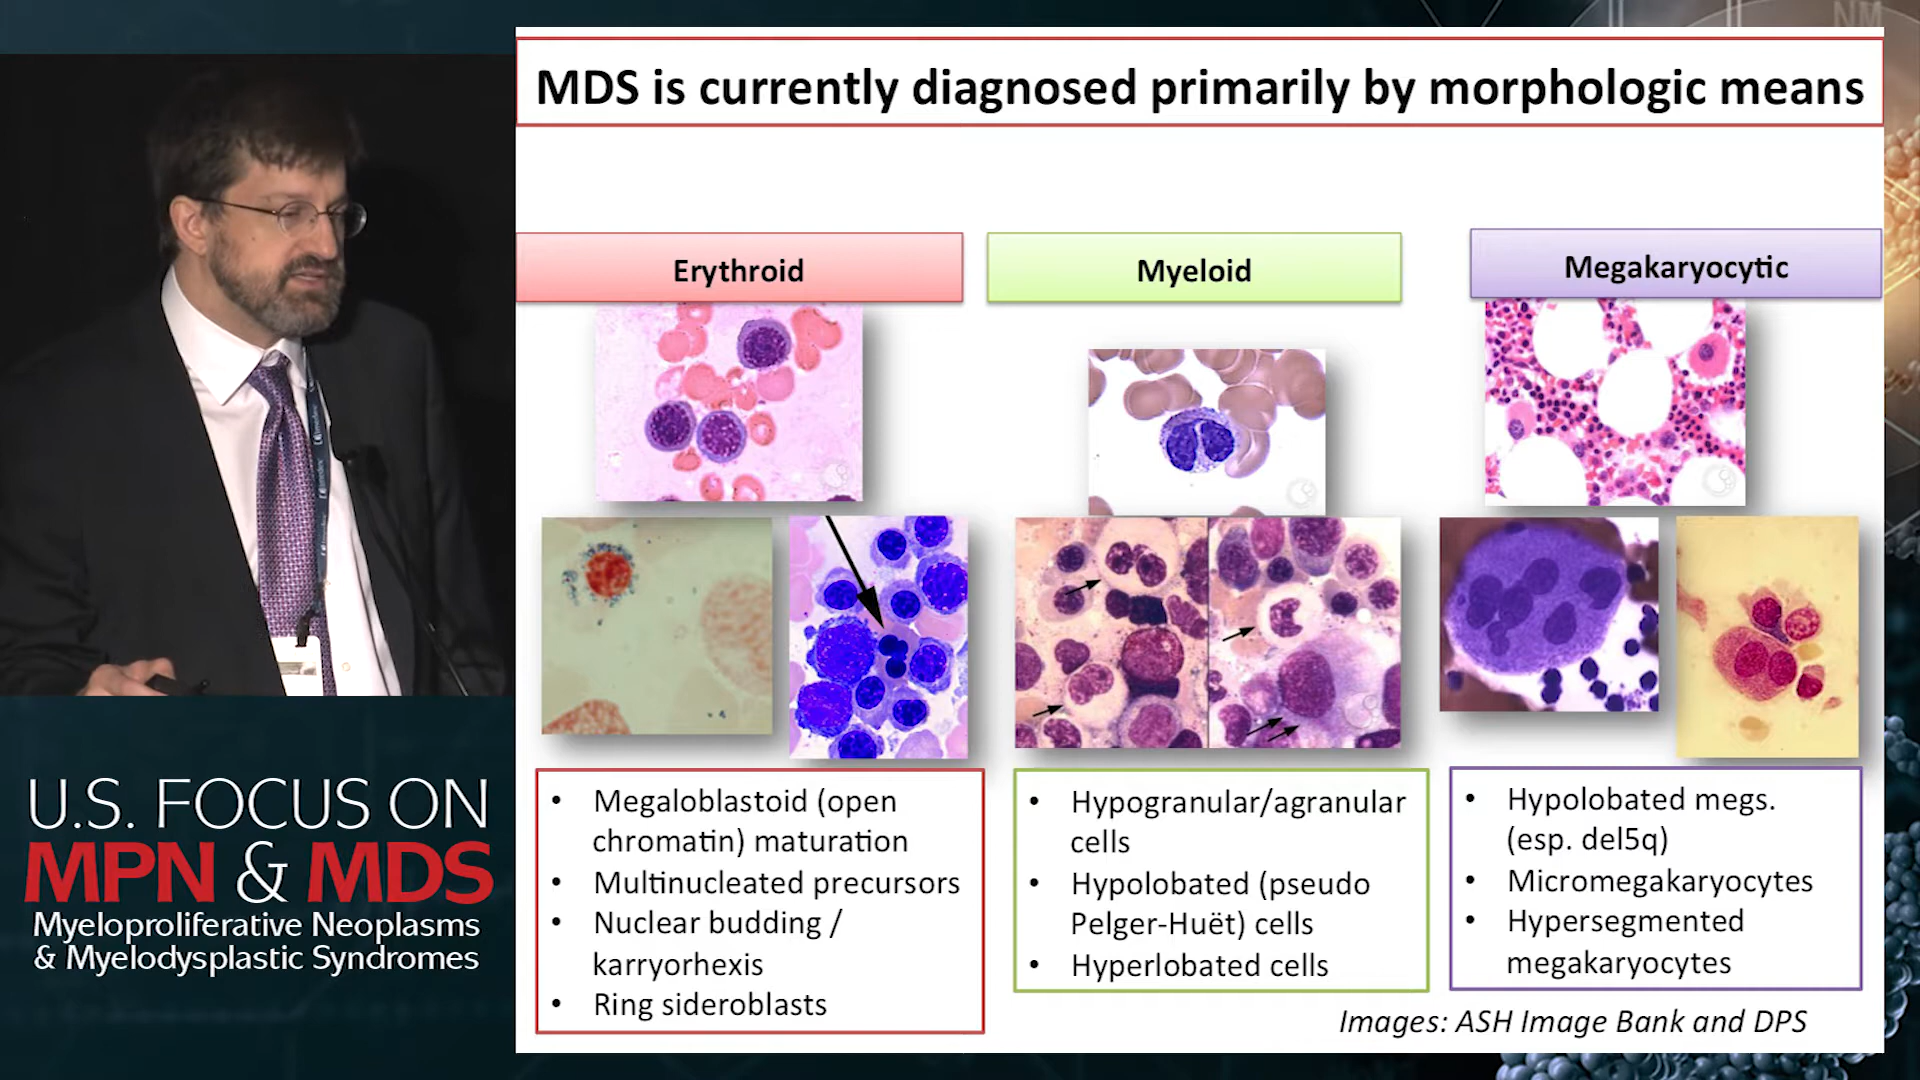 MDS is currently diagnosed primarily by morphologic means
Erythroid
Myeloid
Megakaryocytic
• Megaloblastoid (open
chromatin) maturation
• Multinucleated precursors
• Nuclear budding /
karryorhexis
• Ring sideroblasts
• Hypogranular/agranular
cells
• Hypolobated (pseudo
Pelger-Huët) cells
• Hyperlobated cells
• Hypolobated megs.
(esp. del5q)
• Micromegakaryocytes
• Hypersegmented
megakaryocytes
Images: ASH Image Bank and DPS
U.S. FOCUS ON
MPN & MDS
Myeloproliferative Neoplasms
& Myelodysplastic Syndromes
NM